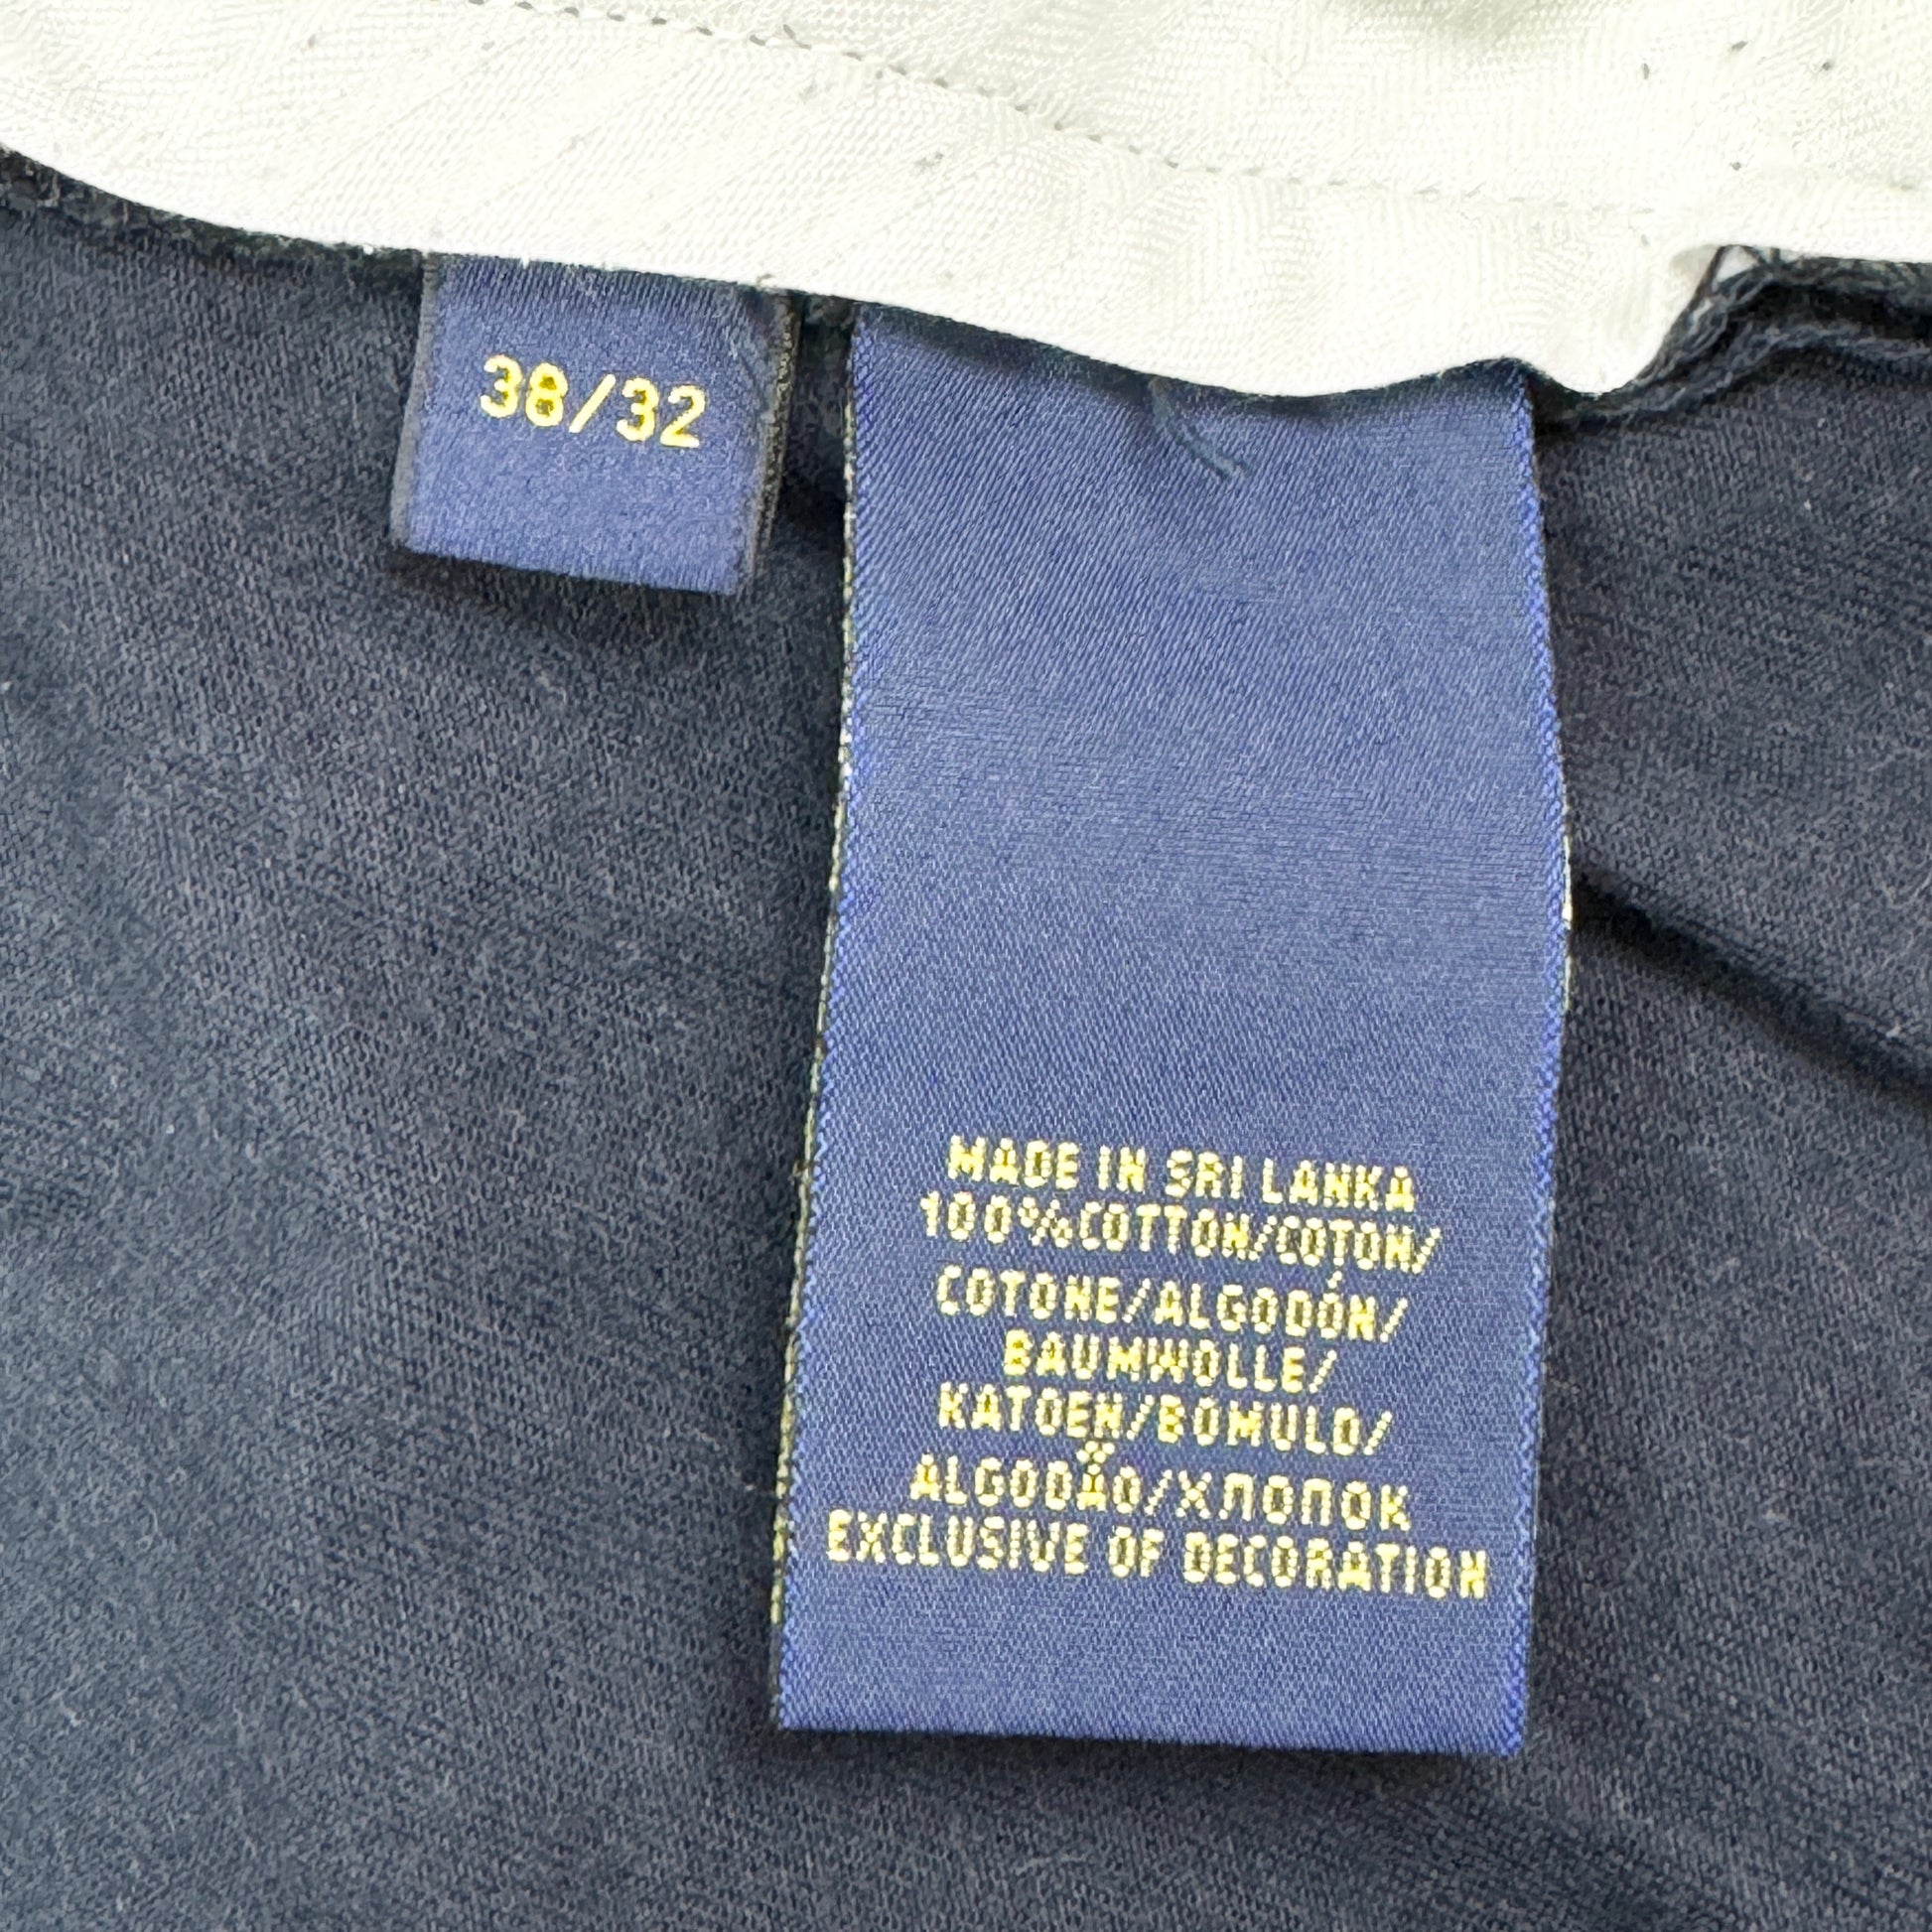 38/32
MADE IN SRI LANKA
100%COTTON/COTON/
COTONE/ALGODÓN/
BAUMWOLLE/
KATOEN/BOMULD/
ALGODÃO/ХЛОПОК
EXCLUSIVE OF DECORATION